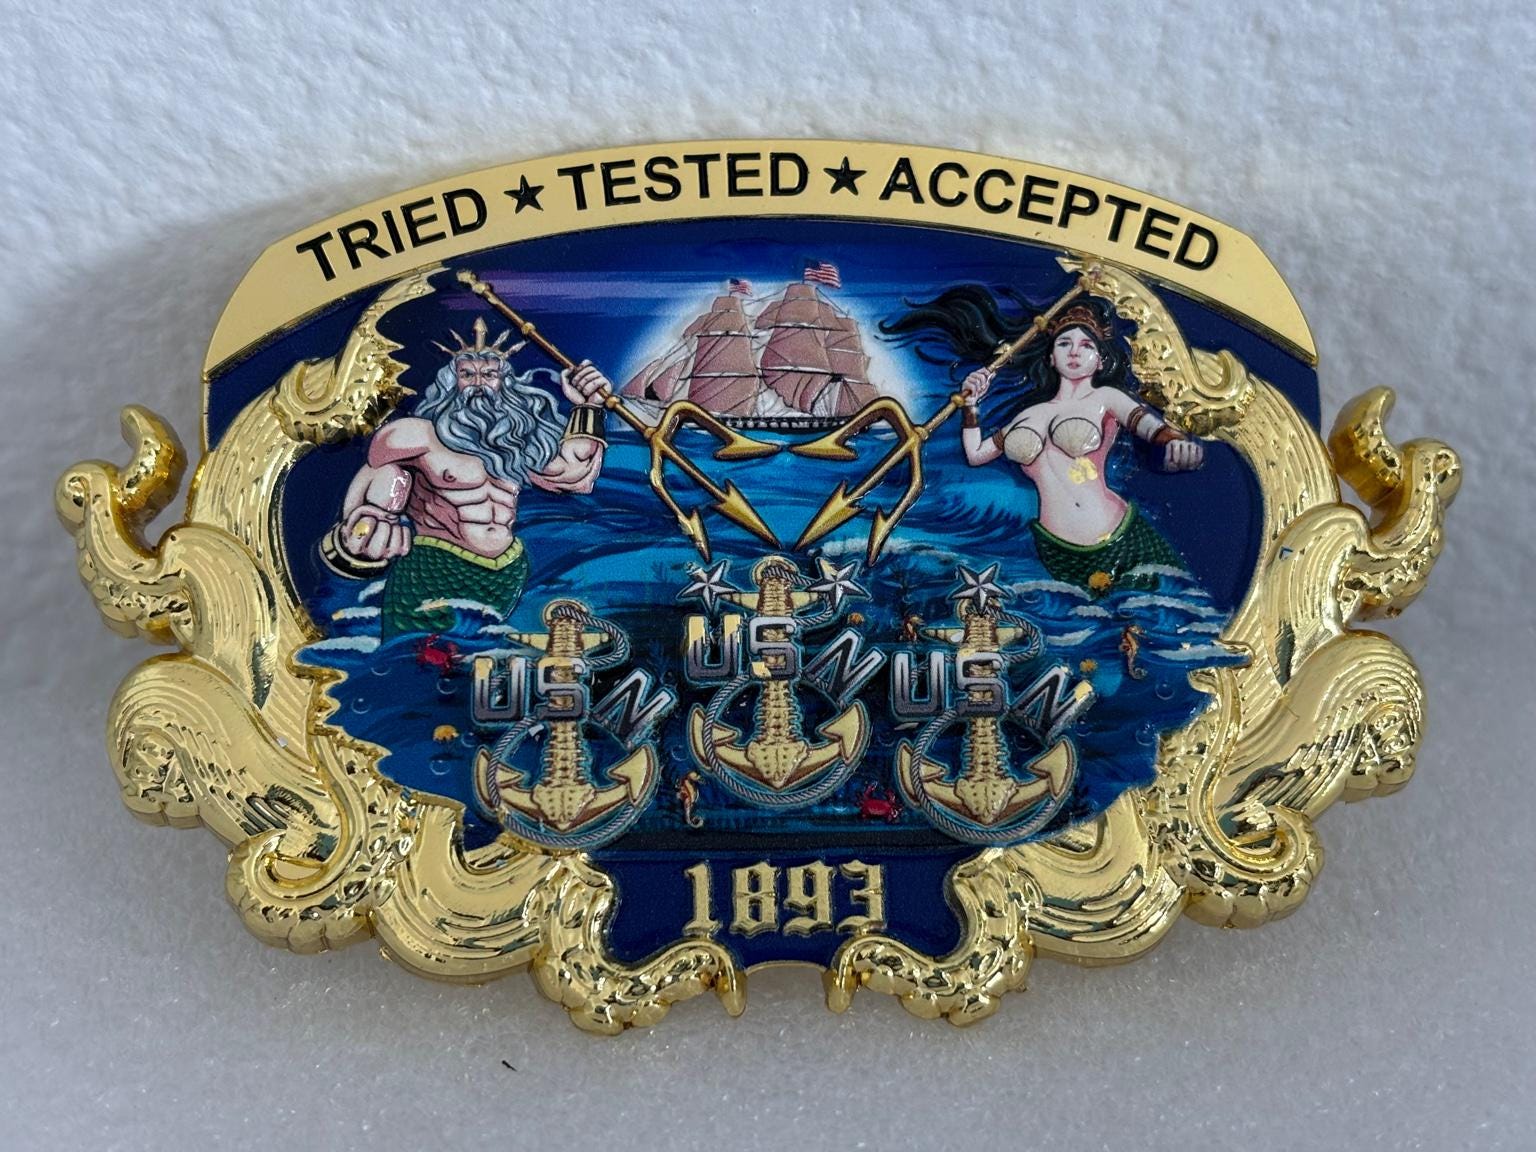 TRIED ★ TESTED ★ ACCEPTED
USN
USN
USN
1893